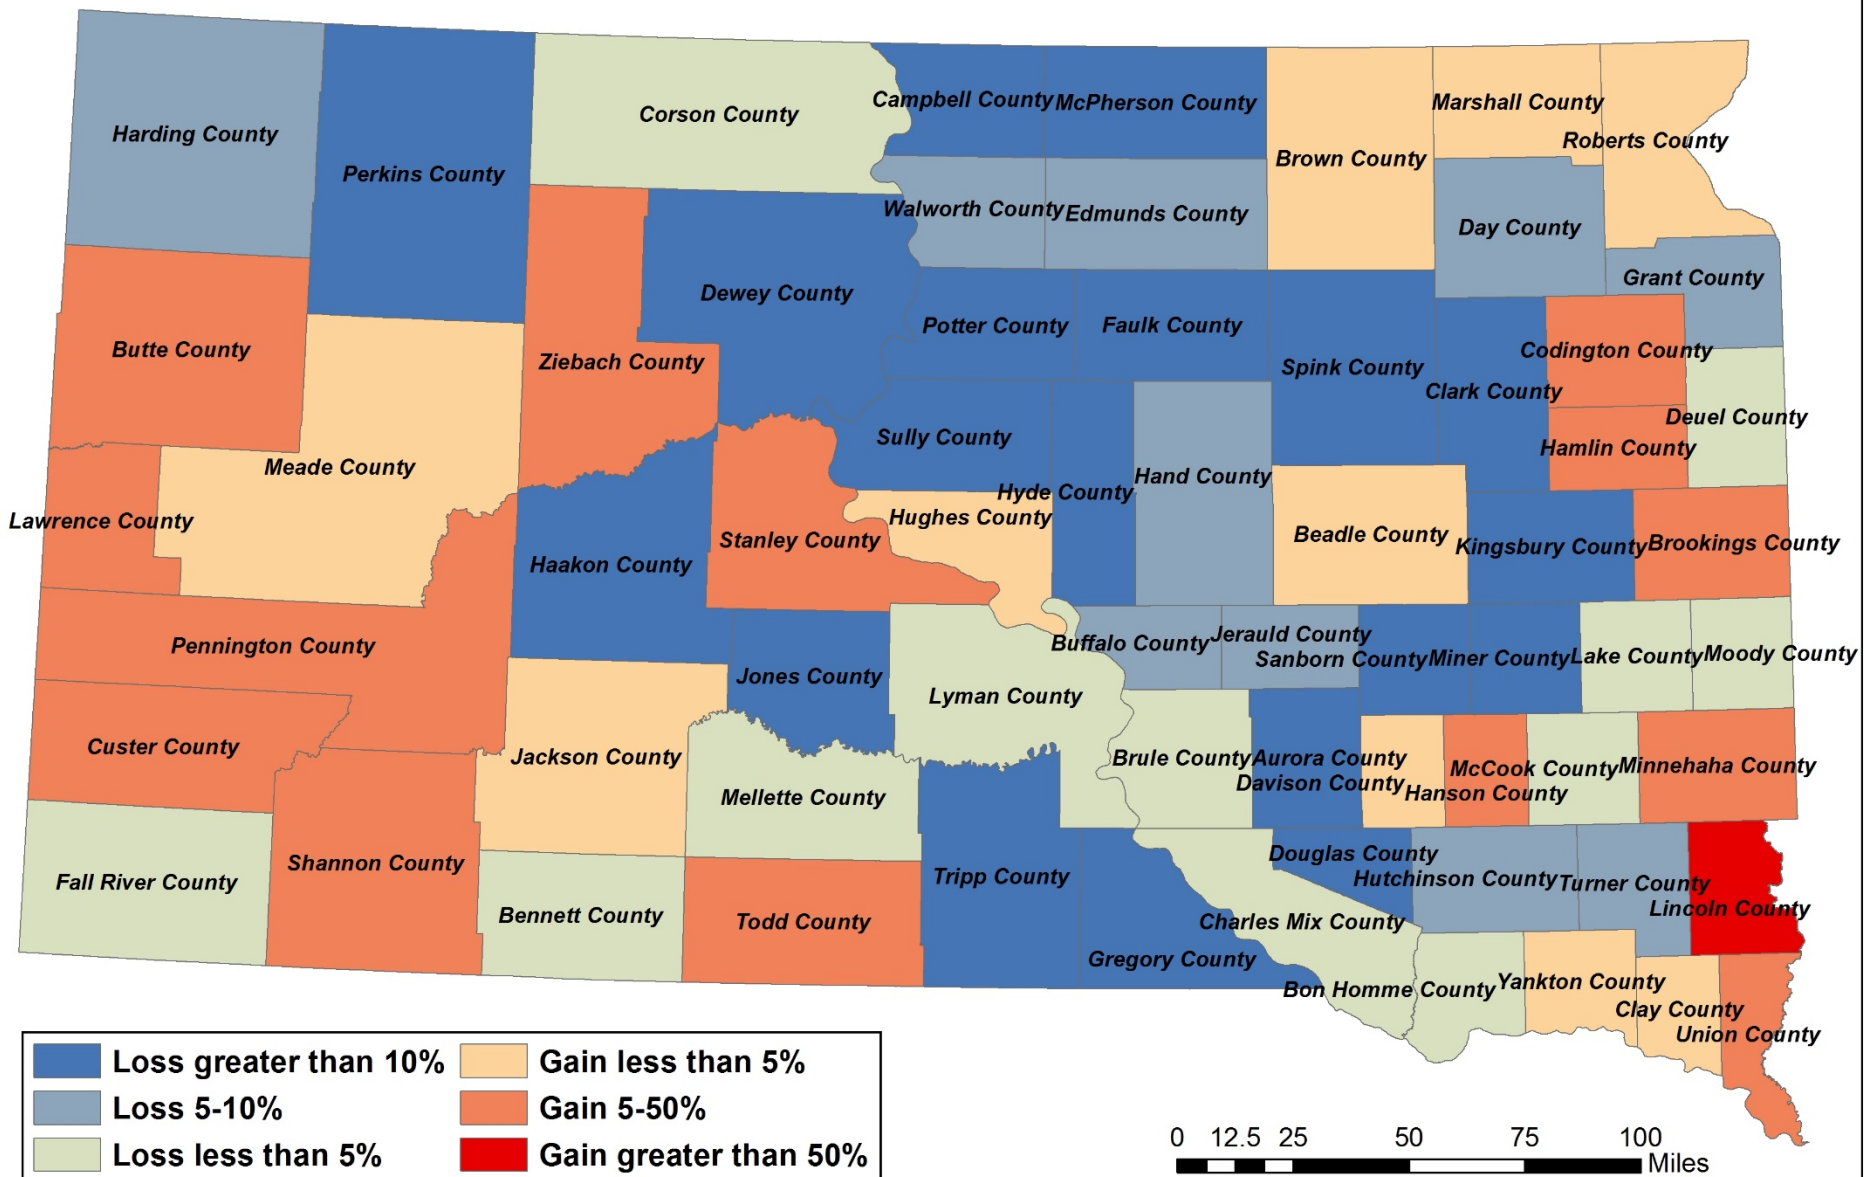 Campbell County
McPherson County
Marshall County
Corson County
Harding County
Roberts County
Brown County
Perkins County
Walworth County
Edmunds County
Day County
Grant County
Dewey County
Potter County
Faulk County
Butte County
Codington County
Ziebach County
Spink County
Clark County
Deuel County
Sully County
Hamlin County
Meade County
Hand County
Hyde County
Hughes County
Lawrence County
Beadle County
Stanley County
Kingsbury County
Brookings County
Haakon County
Jerauld County
Buffalo County
Pennington County
Sanborn County
Miner County
Lake County
Moody County
Jones County
Lyman County
Custer County
Jackson County
Brule County
Aurora County
McCook County
Minnehaha County
Davison County
Hanson County
Mellette County
Douglas County
Shannon County
Tripp County
Hutchinson County
Fall River County
Turner County
Lincoln County
Bennett County
Todd County
Charles Mix County
Gregory County
Yankton County
Bon Homme County
Clay County
Union County
Loss greater than 10%
Loss 5-10%
Loss less than 5%
Gain less than 5%
Gain 5-50%
Gain greater than 50%
0 12.5 25 50 75 100
Miles